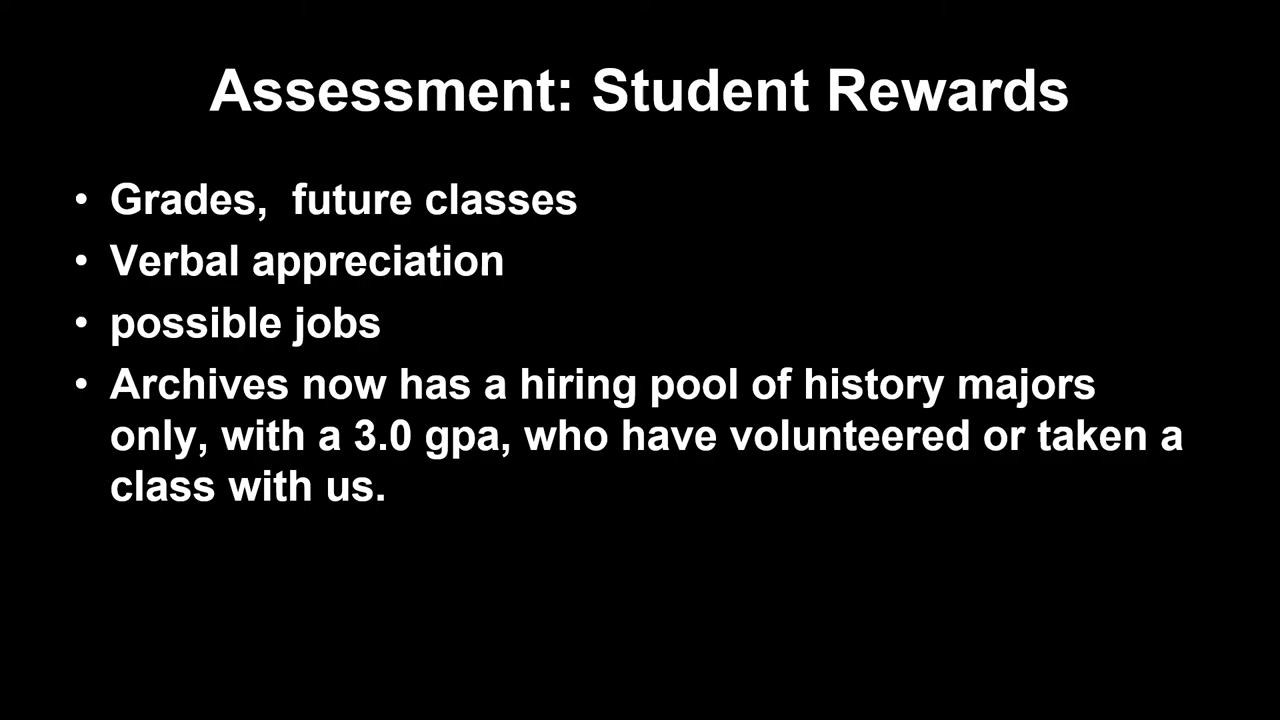 Assessment: Student Rewards
• Grades,  future classes
• Verbal appreciation
• possible jobs
• Archives now has a hiring pool of history majors
only, with a 3.0 gpa, who have volunteered or taken a
class with us.